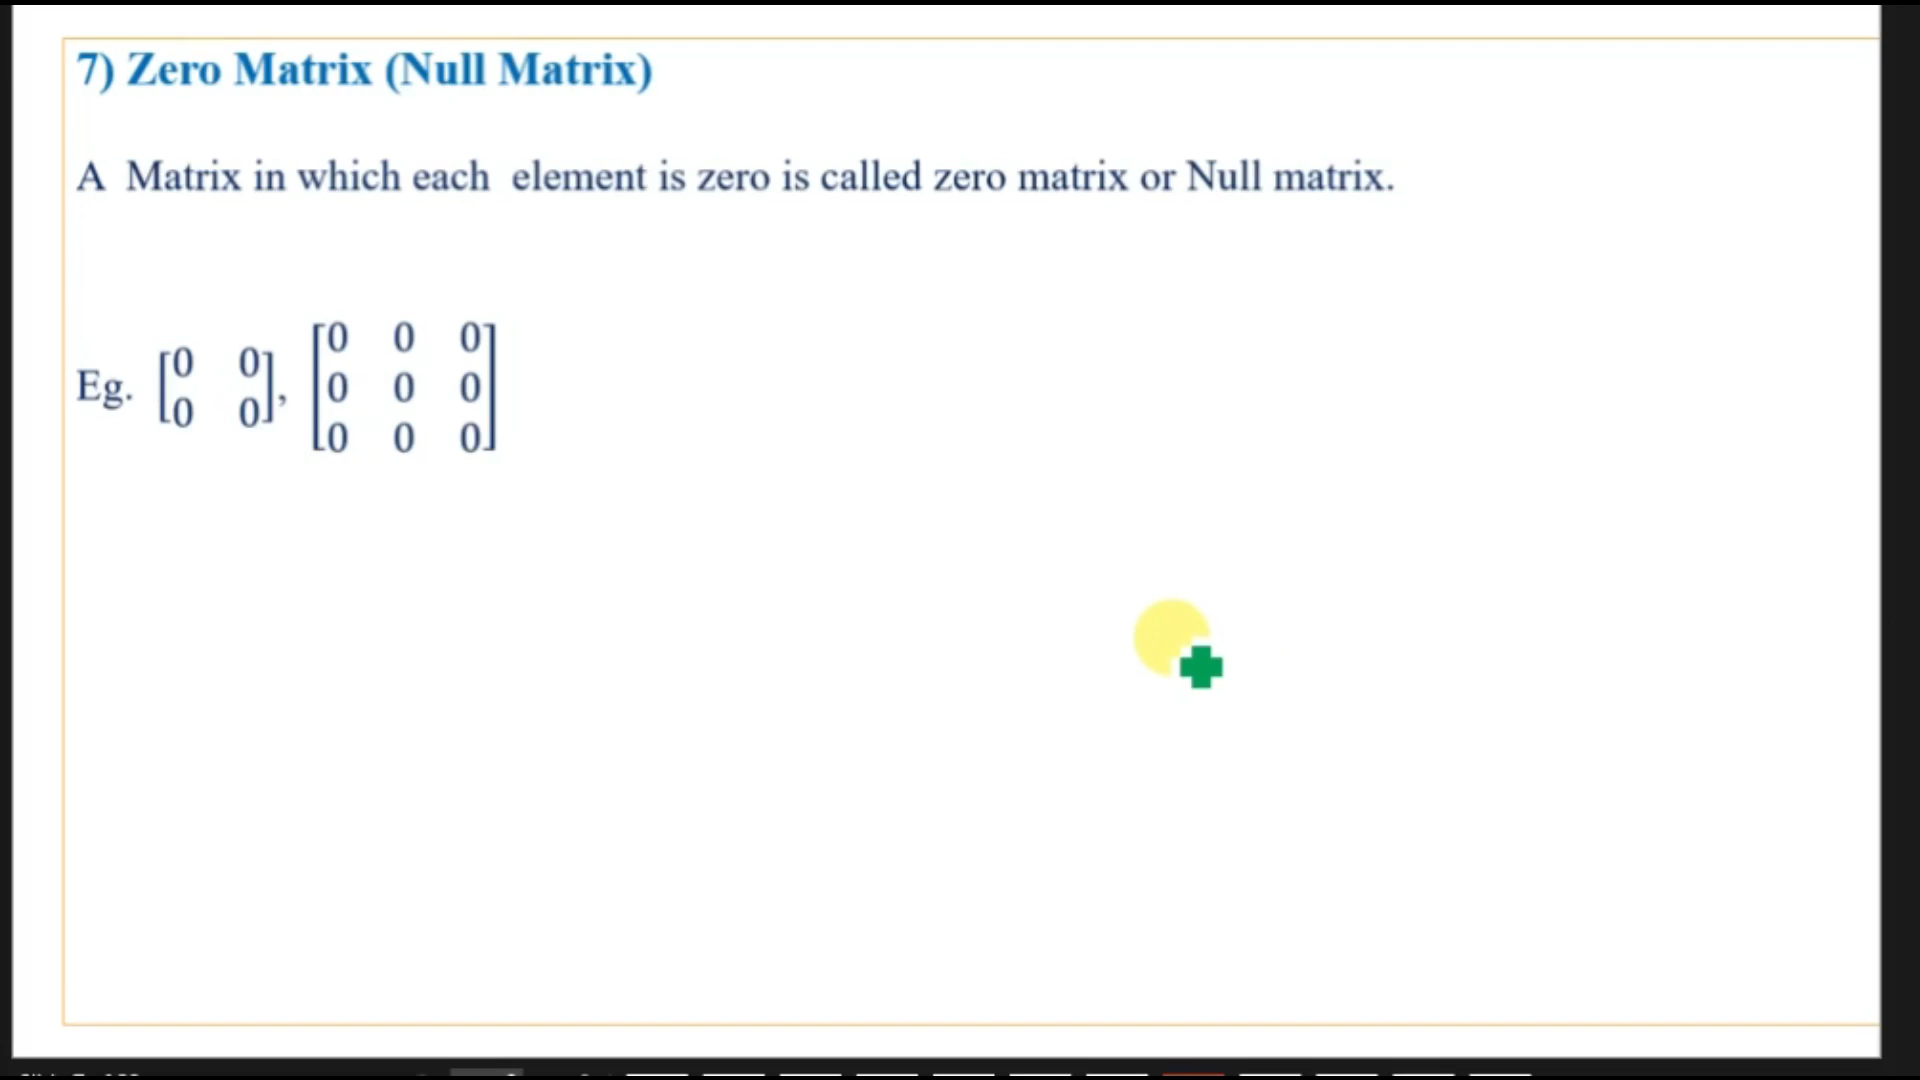 7) Zero Matrix (Null Matrix)
A Matrix in which each element is zero is called zero matrix or Null matrix.
Eg. [0 0
0 0], [0 0 0
0 0 0
0 0 0]